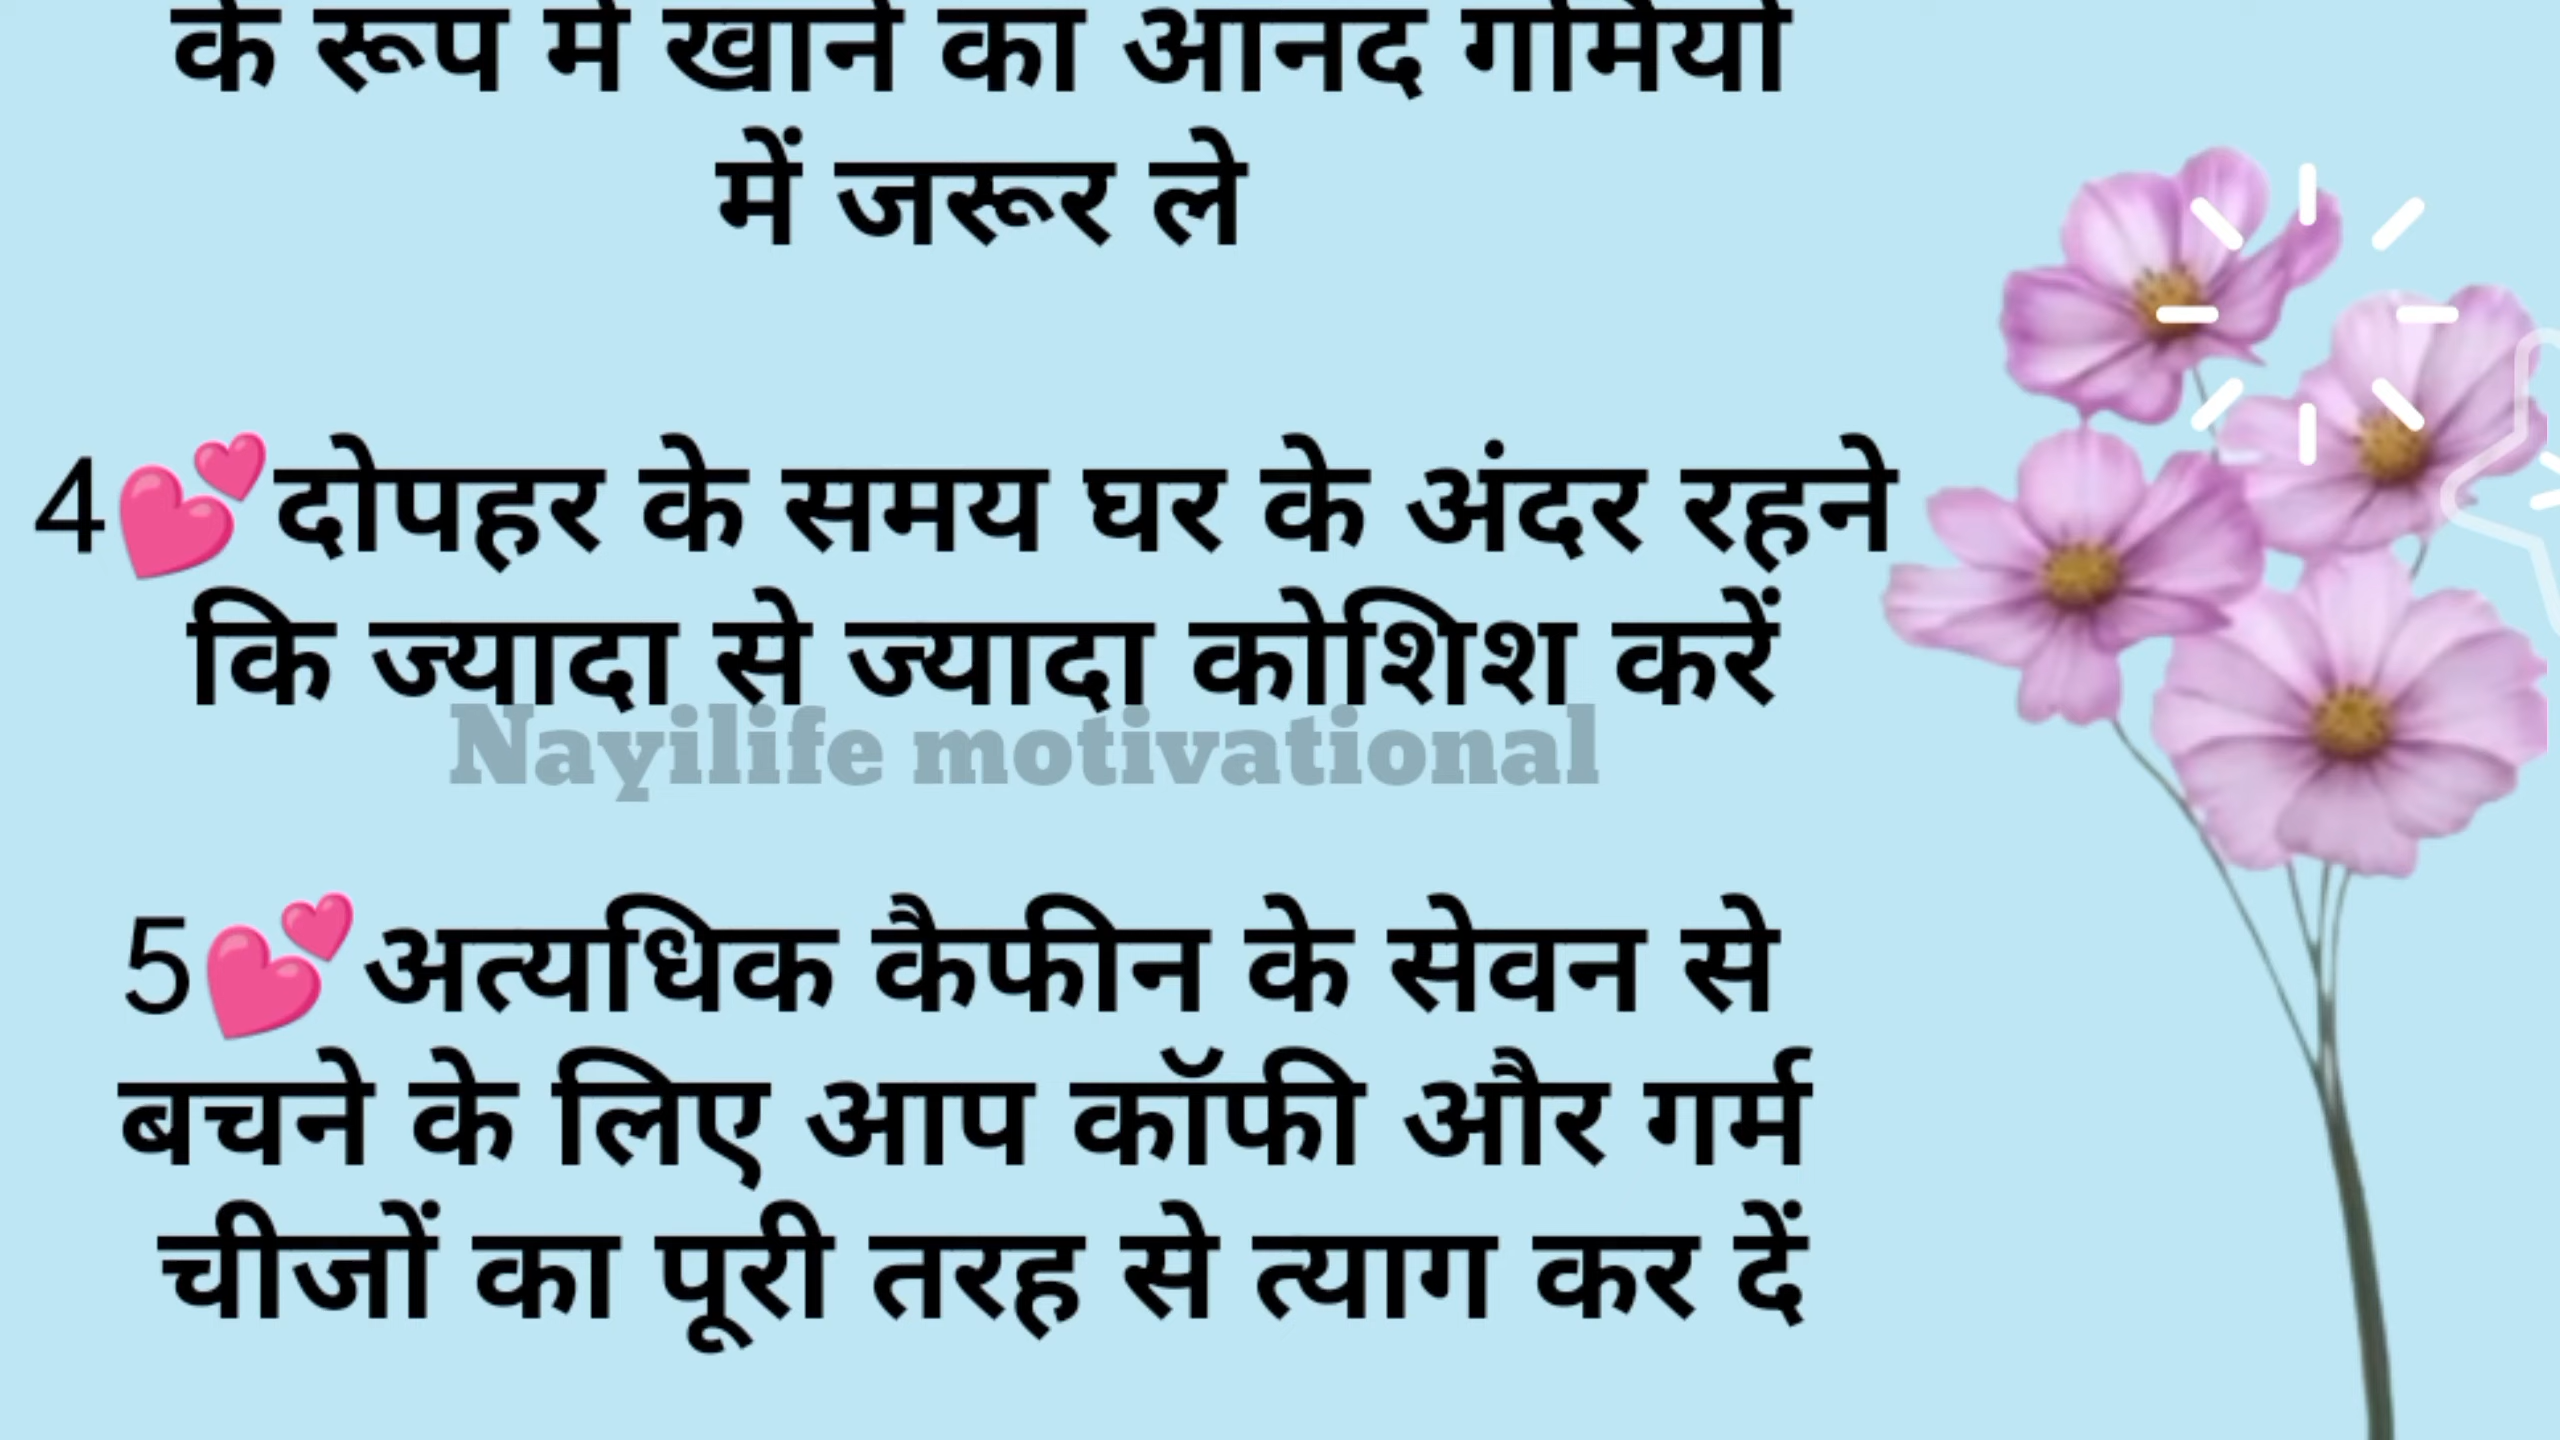 के रूप में खाने का आनंद गर्मियों
में जरूर ले
4💕दोपहर के समय घर के अंदर रहने
कि ज्यादा से ज्यादा कोशिश करें
Nayilife motivational
5💕अत्यधिक कैफीन के सेवन से
बचने के लिए आप कॉफी और गर्म
चीजों का पूरी तरह से त्याग कर दें